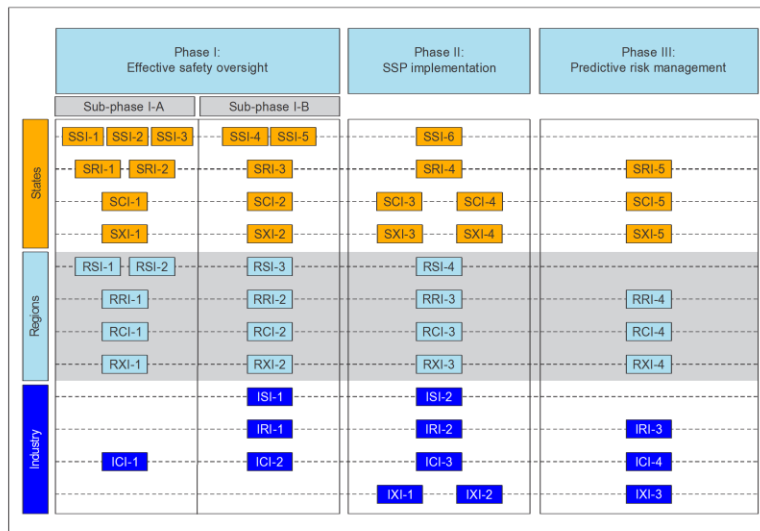 Phase I:
Effective safety oversight
Phase II:
SSP implementation
Phase III:
Predictive risk management
Sub-phase I-A
Sub-phase I-B
States
SSI-1 SSI-2 SSI-3 SSI-4 SSI-5 SSI-6
SRI-1 SRI-2 SRI-3 SRI-4 SRI-5
SCI-1 SCI-2 SCI-3 SCI-4 SCI-5
SXI-1 SXI-2 SXI-3 SXI-4 SXI-5
Regions
RSI-1 RSI-2 RSI-3 RSI-4
RRI-1 RRI-2 RRI-3 RRI-4
RCI-1 RCI-2 RCI-3 RCI-4
RXI-1 RXI-2 RXI-3 RXI-4
Industry
ISI-1 ISI-2
IRI-1 IRI-2 IRI-3
ICI-1 ICI-2 ICI-3 ICI-4
IXI-1 IXI-2 IXI-3